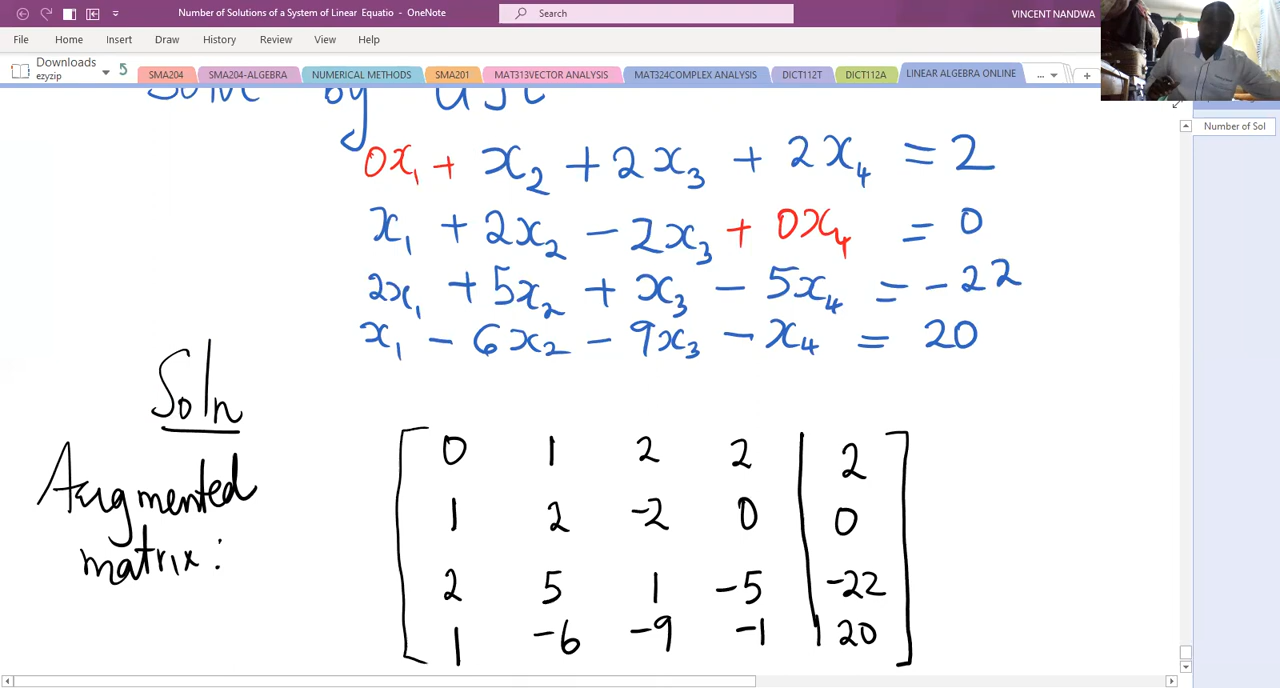 Number of Solutions of a System of Linear Equatio - OneNote
Search
VINCENT NANDWA
File Home Insert Draw History Review View Help
Downloads
ezyzip
SMA204 SMA204-ALGEBRA NUMERICAL METHODS SMA201 MAT313VECTOR ANALYSIS MAT324COMPLEX ANALYSIS DICT112T DICT112A LINEAR ALGEBRA ONLINE ... +
Number of Sol
Solve by GJE
0x₁ + x₂ + 2x₃ + 2x₄ = 2
x₁ + 2x₂ - 2x₃ + 0x₄ = 0
2x₁ + 5x₂ + x₃ - 5x₄ = -22
x₁ - 6x₂ - 9x₃ - x₄ = 20
Soln
Augmented
matrix:
0 1 2 2 | 2
1 2 -2 0 | 0
2 5 1 -5 | -22
1 -6 -9 -1 | 20